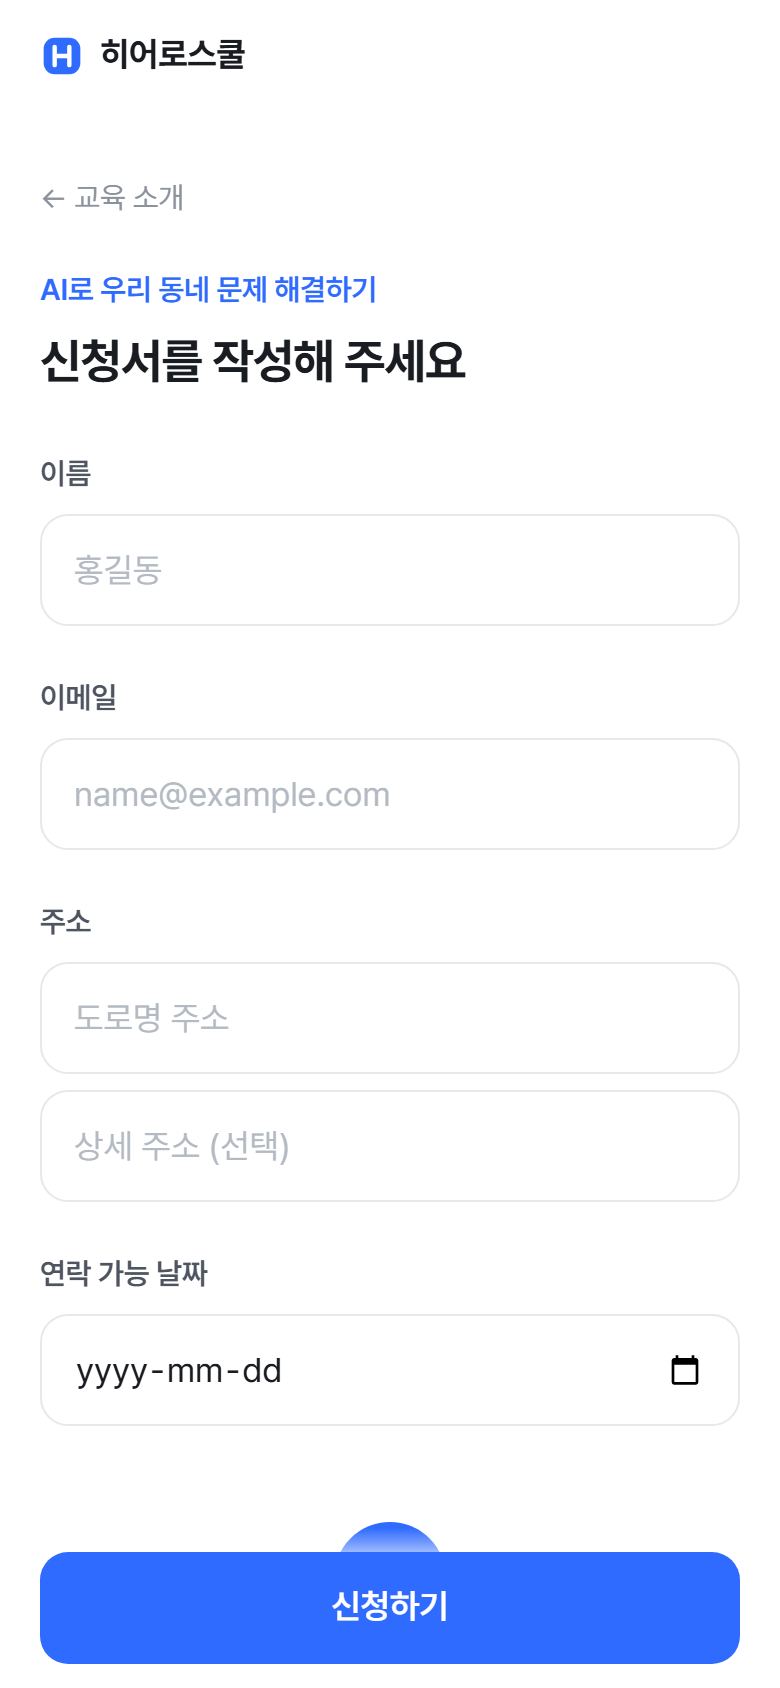 H 히어로스쿨
← 교육 소개
AI로 우리 동네 문제 해결하기
신청서를 작성해 주세요
이름
홍길동
이메일
name@example.com
주소
도로명 주소
상세 주소 (선택)
연락 가능 날짜
yyyy-mm-dd
신청하기